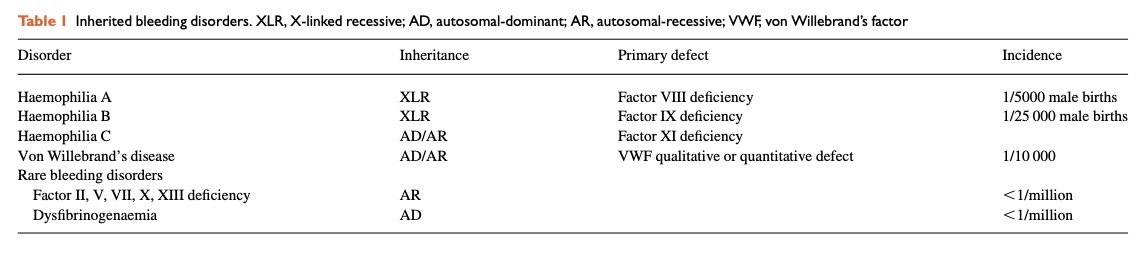 Table 1 Inherited bleeding disorders. XLR, X-linked recessive; AD, autosomal-dominant; AR, autosomal-recessive; VWF, von Willebrand's factor
Disorder Inheritance Primary defect Incidence
Haemophilia A XLR Factor VIII deficiency 1/5000 male births
Haemophilia B XLR Factor IX deficiency 1/25 000 male births
Haemophilia C AD/AR Factor XI deficiency
Von Willebrand's disease AD/AR VWF qualitative or quantitative defect 1/10 000
Rare bleeding disorders
Factor II, V, VII, X, XIII deficiency AR <1/million
Dysfibrinogenaemia AD <1/million